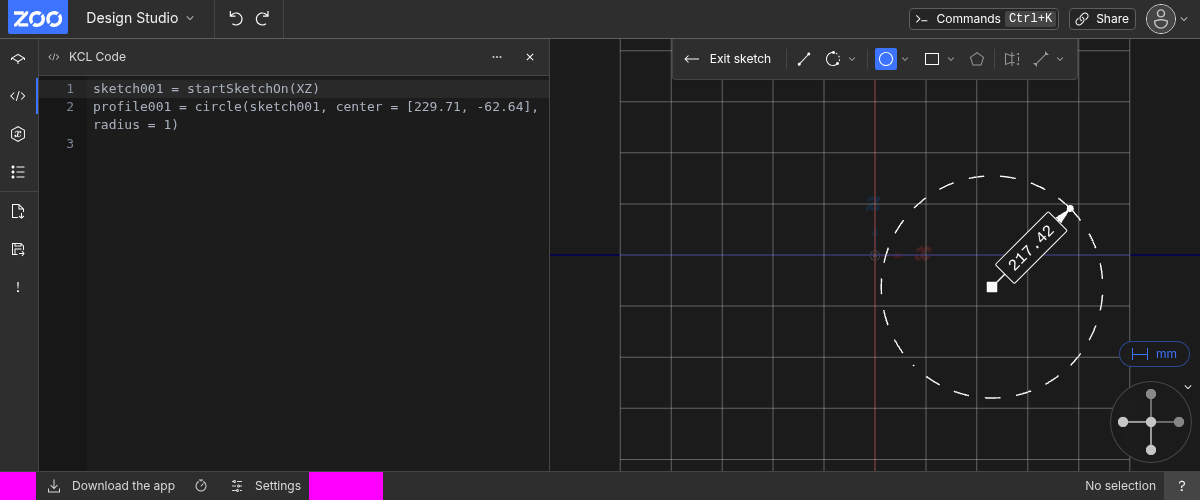 ZOO
Design Studio
Commands Ctrl+K
Share
KCL Code
Exit sketch
1 sketch001 = startSketchOn(XZ)
2 profile001 = circle(sketch001, center = [229.71, -62.64],
radius = 1)
3
Z
X
217.42
mm
Download the app
Settings
No selection
?